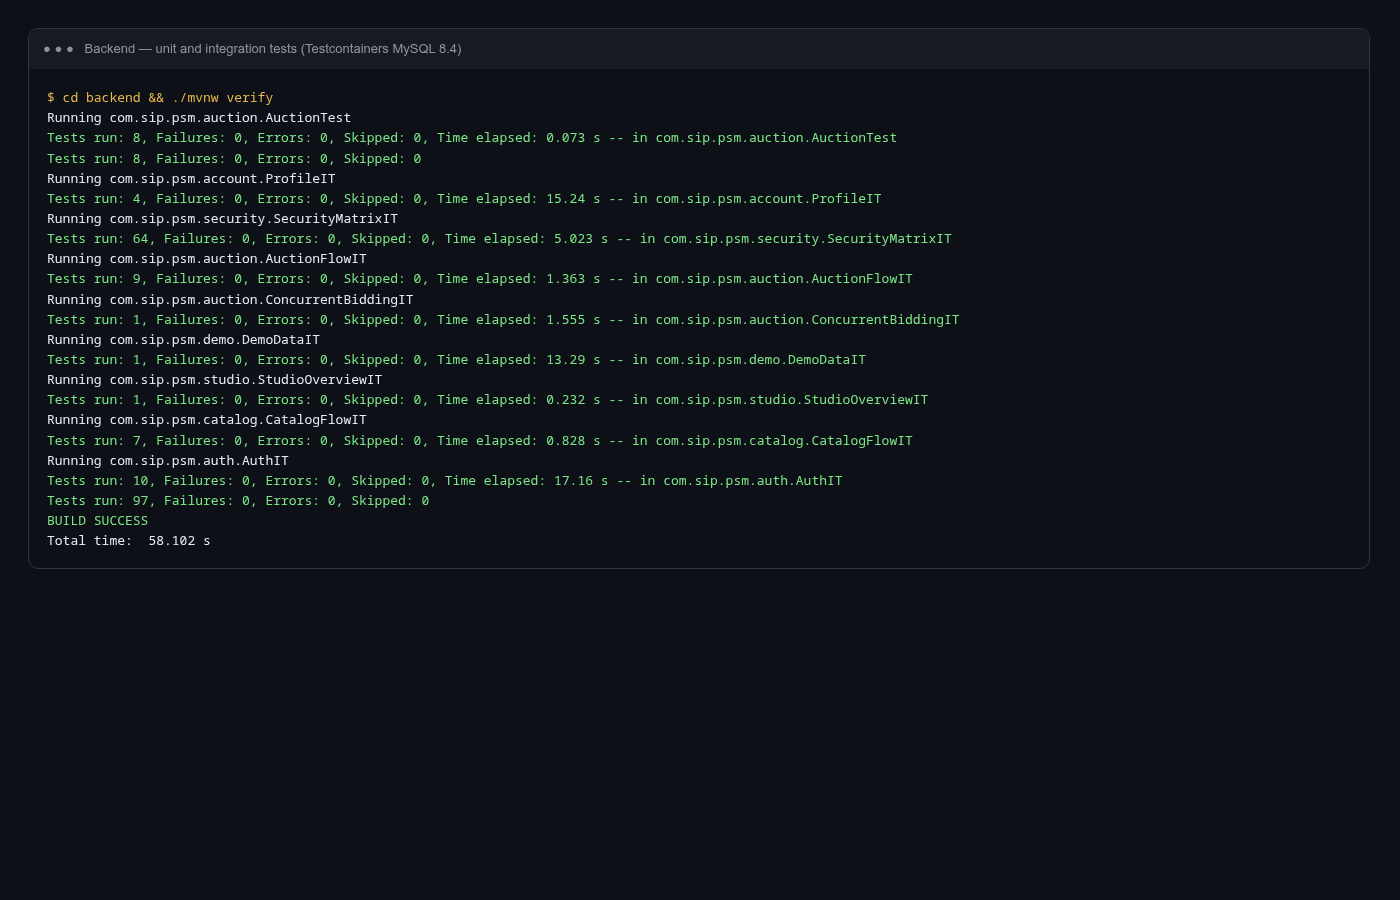 Backend — unit and integration tests (Testcontainers MySQL 8.4)
$ cd backend && ./mvnw verify
Running com.sip.psm.auction.AuctionTest
Tests run: 8, Failures: 0, Errors: 0, Skipped: 0, Time elapsed: 0.073 s -- in com.sip.psm.auction.AuctionTest
Tests run: 8, Failures: 0, Errors: 0, Skipped: 0
Running com.sip.psm.account.ProfileIT
Tests run: 4, Failures: 0, Errors: 0, Skipped: 0, Time elapsed: 15.24 s -- in com.sip.psm.account.ProfileIT
Running com.sip.psm.security.SecurityMatrixIT
Tests run: 64, Failures: 0, Errors: 0, Skipped: 0, Time elapsed: 5.023 s -- in com.sip.psm.security.SecurityMatrixIT
Running com.sip.psm.auction.AuctionFlowIT
Tests run: 9, Failures: 0, Errors: 0, Skipped: 0, Time elapsed: 1.363 s -- in com.sip.psm.auction.AuctionFlowIT
Running com.sip.psm.auction.ConcurrentBiddingIT
Tests run: 1, Failures: 0, Errors: 0, Skipped: 0, Time elapsed: 1.555 s -- in com.sip.psm.auction.ConcurrentBiddingIT
Running com.sip.psm.demo.DemoDataIT
Tests run: 1, Failures: 0, Errors: 0, Skipped: 0, Time elapsed: 13.29 s -- in com.sip.psm.demo.DemoDataIT
Running com.sip.psm.studio.StudioOverviewIT
Tests run: 1, Failures: 0, Errors: 0, Skipped: 0, Time elapsed: 0.232 s -- in com.sip.psm.studio.StudioOverviewIT
Running com.sip.psm.catalog.CatalogFlowIT
Tests run: 7, Failures: 0, Errors: 0, Skipped: 0, Time elapsed: 0.828 s -- in com.sip.psm.catalog.CatalogFlowIT
Running com.sip.psm.auth.AuthIT
Tests run: 10, Failures: 0, Errors: 0, Skipped: 0, Time elapsed: 17.16 s -- in com.sip.psm.auth.AuthIT
Tests run: 97, Failures: 0, Errors: 0, Skipped: 0
BUILD SUCCESS
Total time:  58.102 s